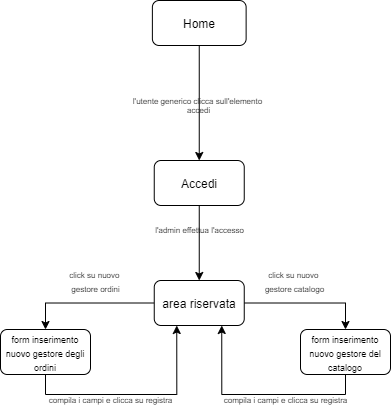 Home
l'utente generico clicca sull'elemento
accedi
Accedi
l'admin effettua l'accesso
click su nuovo
gestore ordini
click su nuovo
gestore catalogo
area riservata
form inserimento
nuovo gestore degli
ordini
form inserimento
nuovo gestore del
catalogo
compila i campi e clicca su registra
compila i campi e clicca su registra